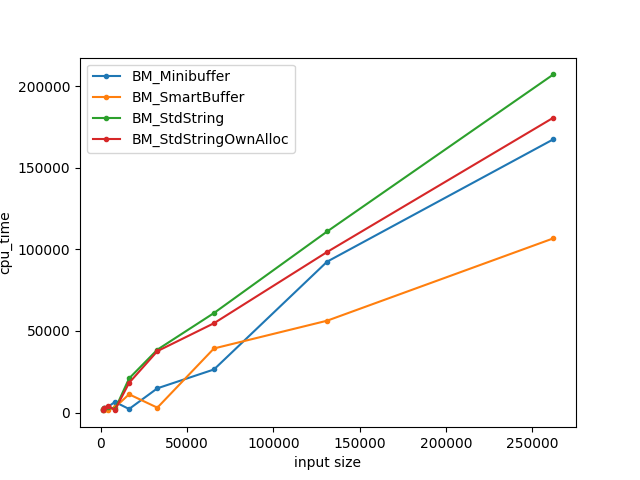 BM_Minibuffer
BM_SmartBuffer
BM_StdString
BM_StdStringOwnAlloc
cpu_time
200000
150000
100000
50000
0
0 50000 100000 150000 200000 250000
input size